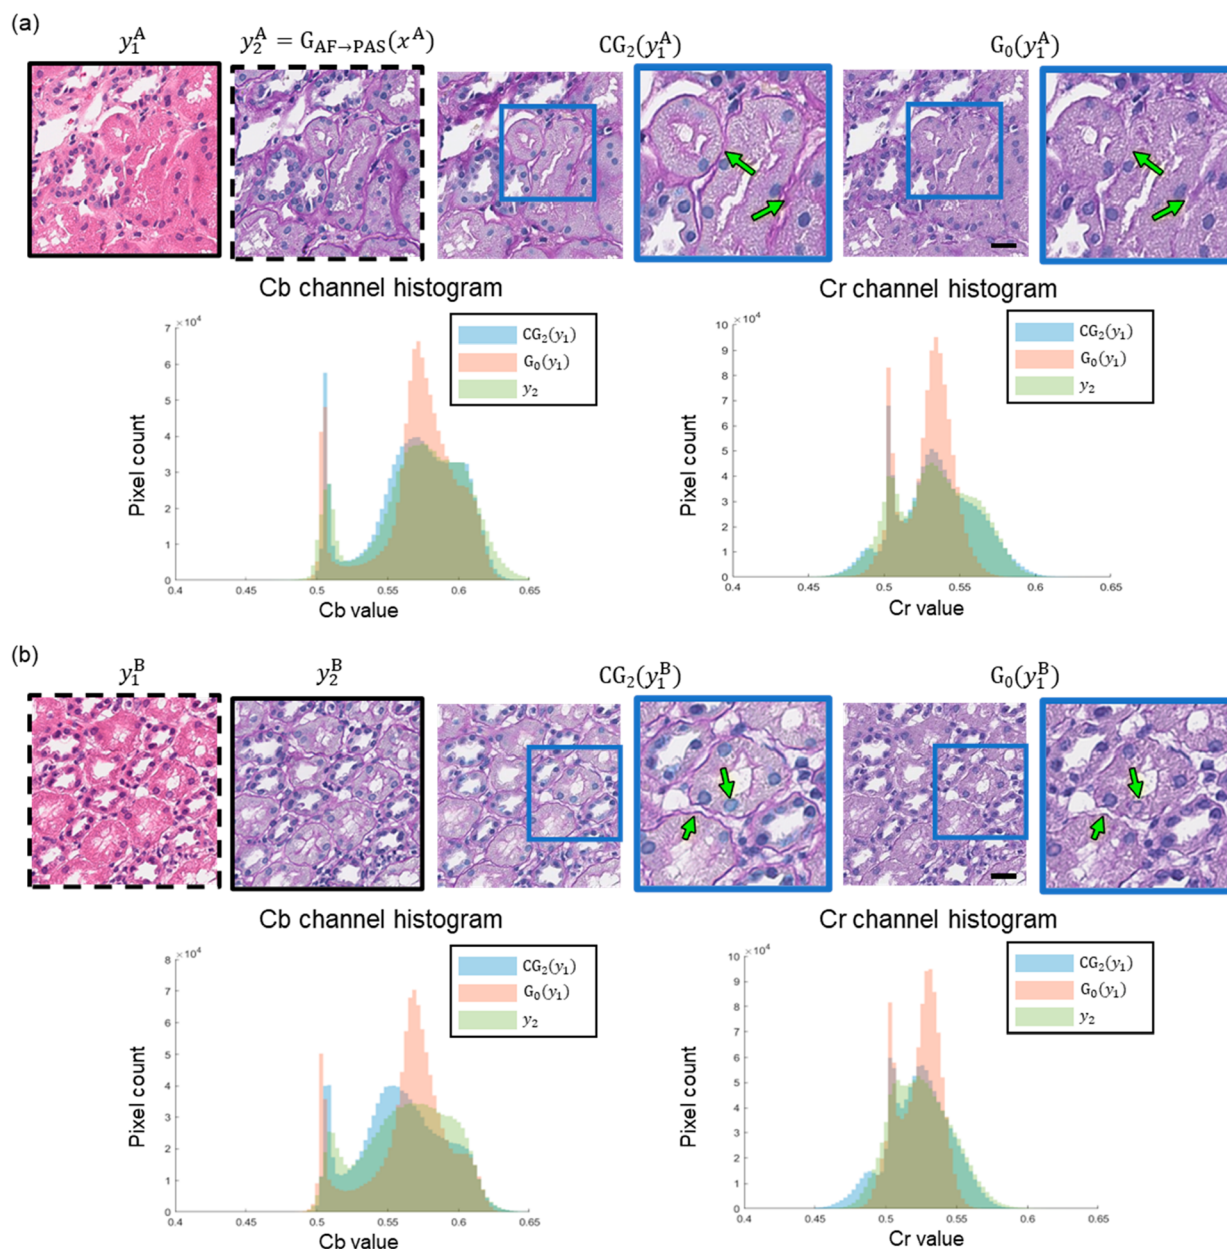 (a)
y₁ᴬ
y₂ᴬ = G_AF→PAS(xᴬ)
CG₂(y₁ᴬ)
G₀(y₁ᴬ)
Cb channel histogram
Cr channel histogram
×10⁴
7
6
5
4
3
2
1
0
Pixel count
0.4 0.45 0.5 0.55 0.6 0.65
Cb value
CG₂(y₁)
G₀(y₁)
y₂
10
9
8
7
6
5
4
3
2
1
0
×10⁴
Pixel count
0.4 0.45 0.5 0.55 0.6 0.65
Cr value
CG₂(y₁)
G₀(y₁)
y₂
(b)
y₁ᴮ
y₂ᴮ
CG₂(y₁ᴮ)
G₀(y₁ᴮ)
Cb channel histogram
Cr channel histogram
×10⁴
8
7
6
5
4
3
2
1
0
Pixel count
0.4 0.45 0.5 0.55 0.6 0.65
Cb value
CG₂(y₁)
G₀(y₁)
y₂
×10⁴
10
9
8
7
6
5
4
3
2
1
0
Pixel count
0.4 0.45 0.5 0.55 0.6 0.65
Cr value
CG₂(y₁)
G₀(y₁)
y₂